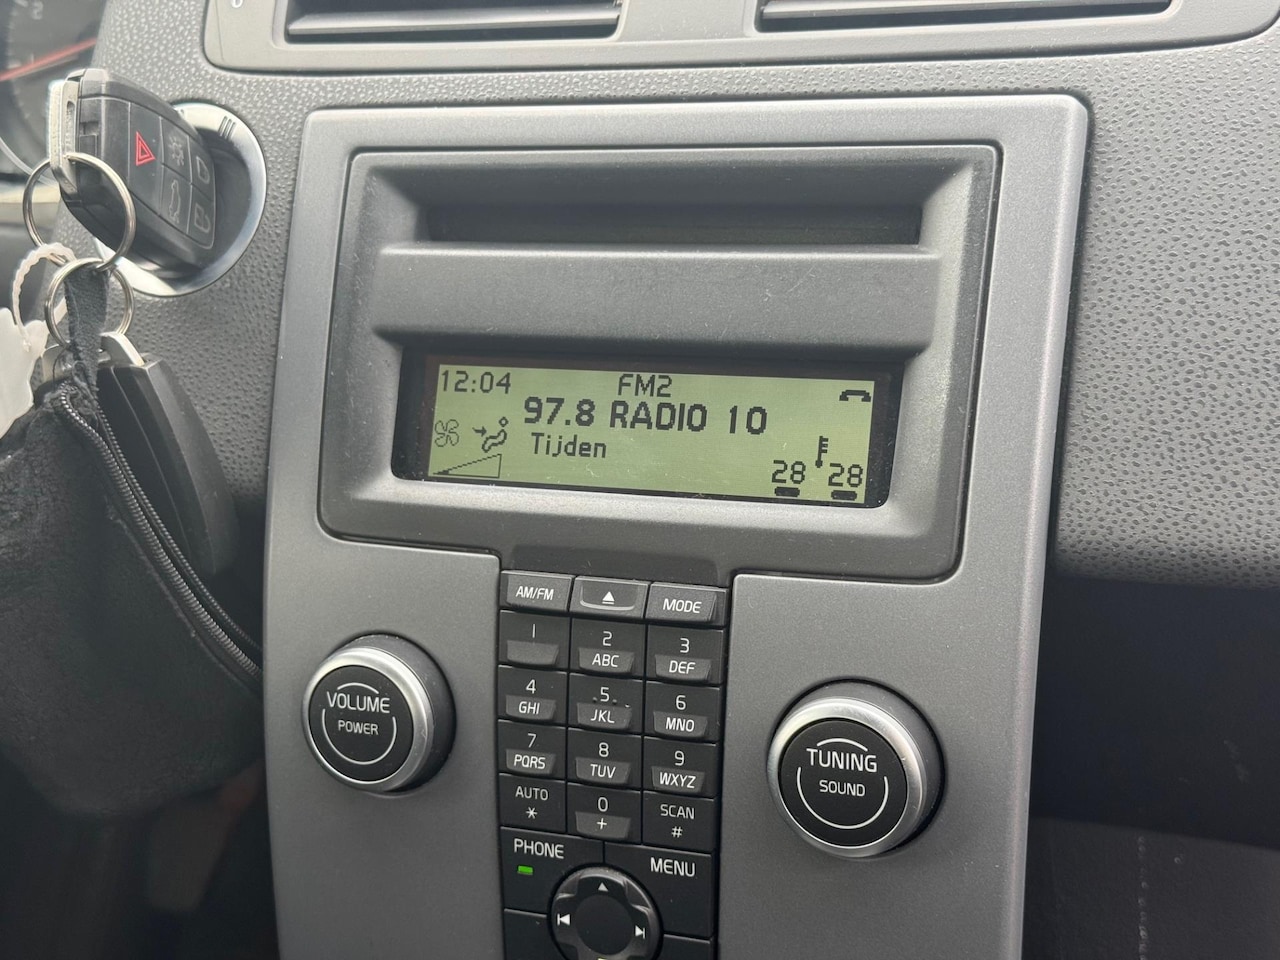 12:04
FM2
97.8 RADIO 10
Tijden
28 28
AM/FM
MODE
1
2
ABC
3
DEF
4
GHI
5
JKL
6
MNO
7
PQRS
8
TUV
9
WXYZ
AUTO
*
0
+
SCAN
#
PHONE
MENU
VOLUME
POWER
TUNING
SOUND